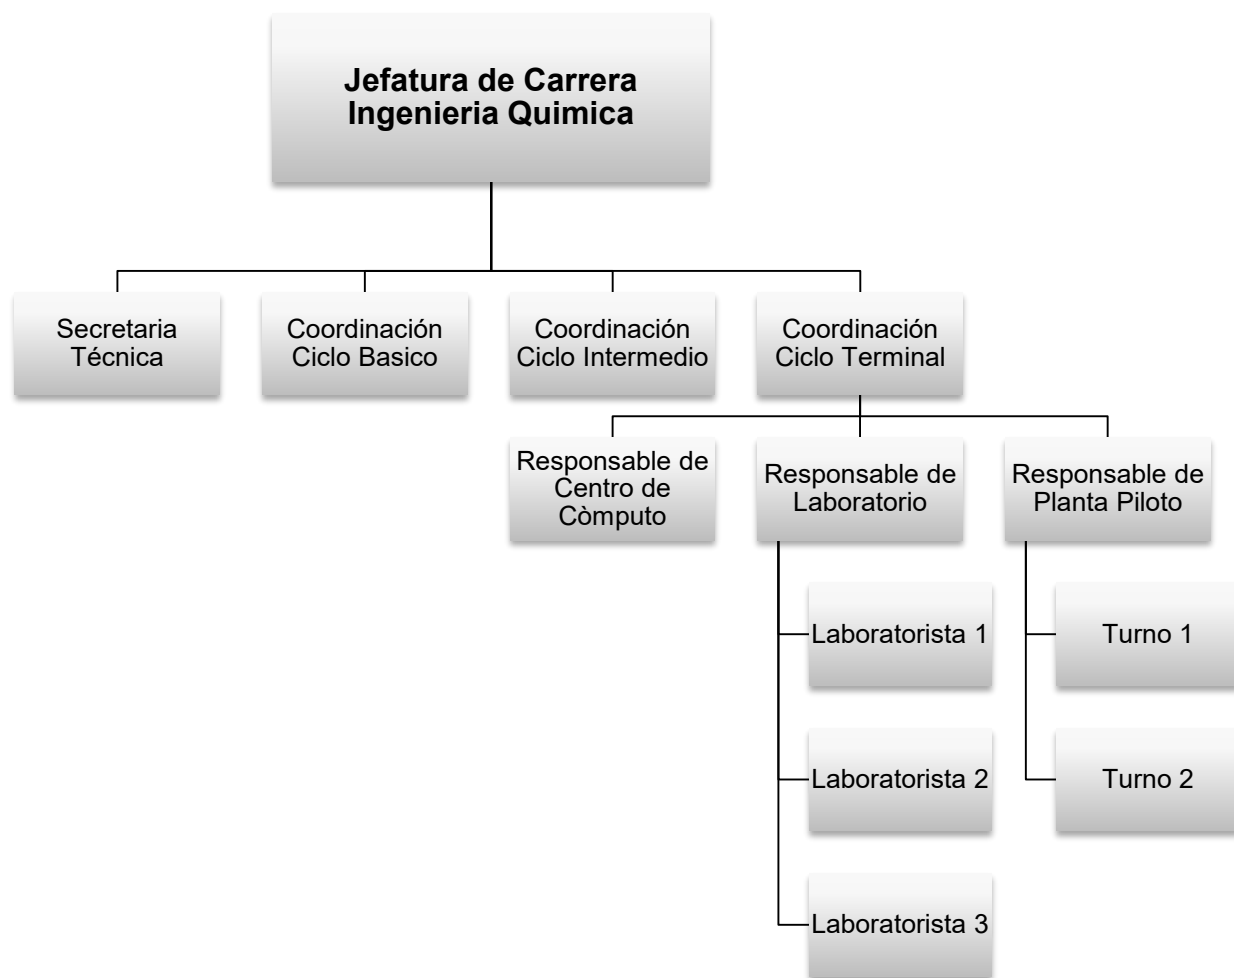 Jefatura de Carrera
Ingenieria Quimica
Secretaria
Técnica
Coordinación
Ciclo Basico
Coordinación
Ciclo Intermedio
Coordinación
Ciclo Terminal
Responsable de
Centro de
Còmputo
Responsable de
Laboratorio
Responsable de
Planta Piloto
Laboratorista 1
Turno 1
Laboratorista 2
Turno 2
Laboratorista 3